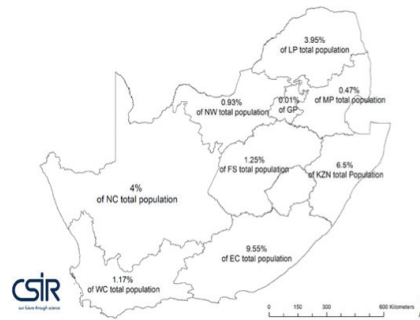 3.95%
of LP total population
0.47%
of MP total population
0.93%
of NW total population
0.01%
of GP
1.25%
of FS total population
6.5%
of KZN total Population
4%
of NC total population
9.55%
of EC total population
1.17%
of WC total population
CSIR
our future through science
0 150 300 600 Kilometers